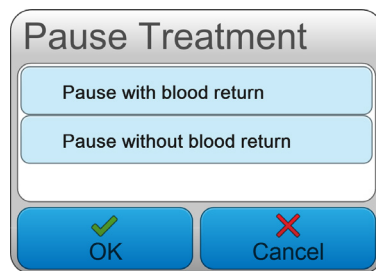 Pause Treatment
Pause with blood return
Pause without blood return
OK
Cancel